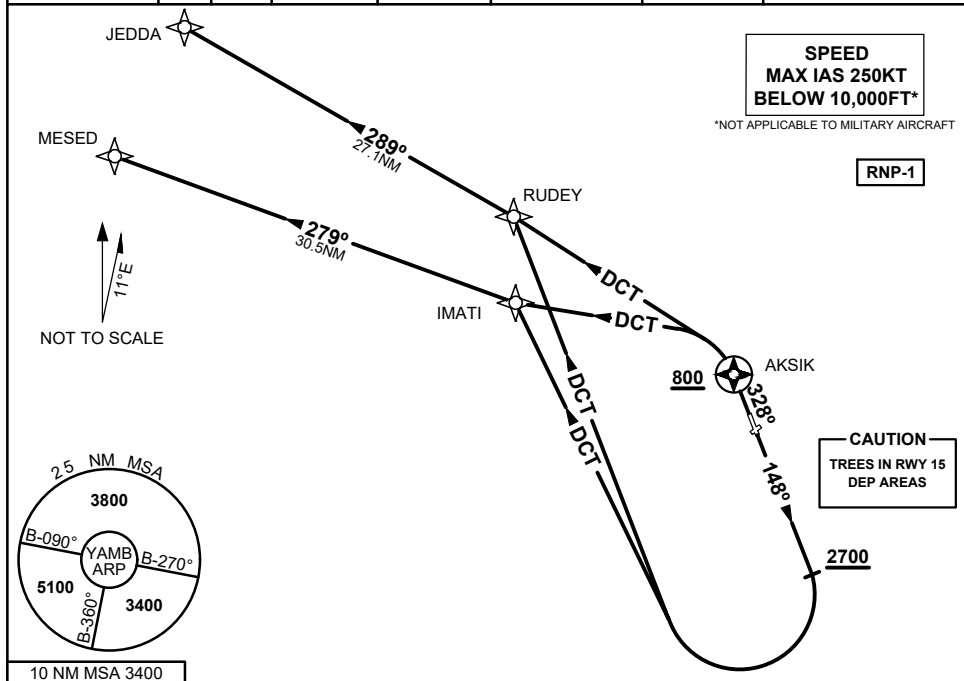 JEDDA
SPEED
MAX IAS 250KT
BELOW 10,000FT*
*NOT APPLICABLE TO MILITARY AIRCRAFT
MESED
289°
27.1NM
RNP-1
RUDEY
279°
30.5NM
DCT
11°E
IMATI
DCT
NOT TO SCALE
AKSIK
800
328°
DCT
DCT
CAUTION
TREES IN RWY 15
DEP AREAS
148°
25 NM MSA
3800
2700
B-090°
YAMB
ARP
B-270°
5100
3400
B-360°
10 NM MSA 3400